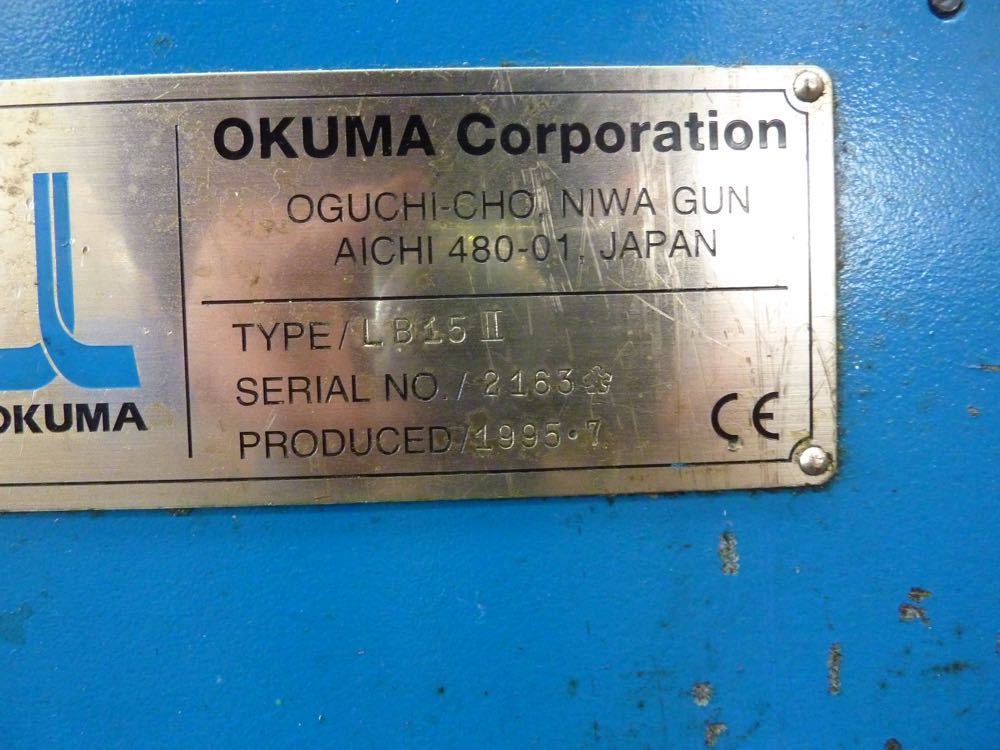 OKUMA Corporation
OGUCHI-CHO, NIWA GUN
AICHI 480-01, JAPAN
TYPE/LB15 II
SERIAL NO./2163
PRODUCED/1995・7
CE
OKUMA